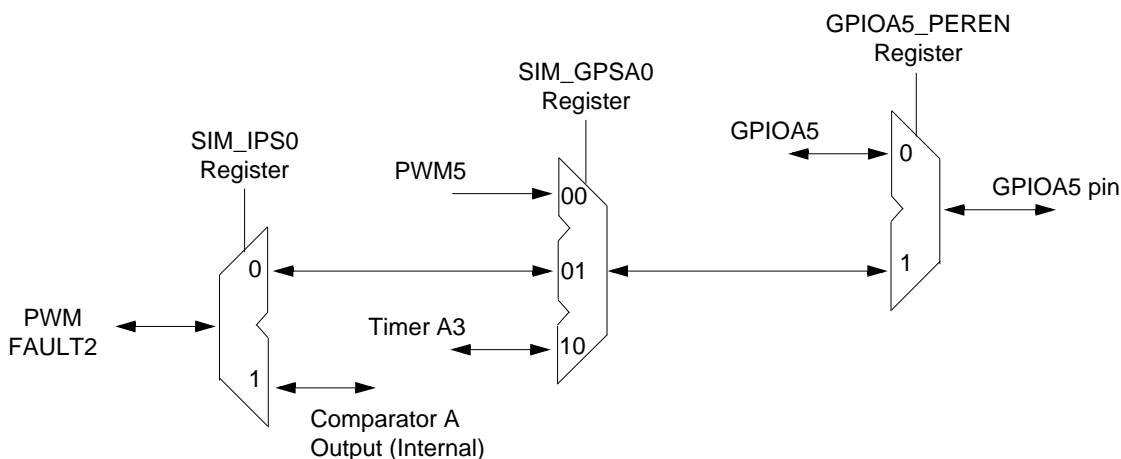 GPIOA5_PEREN
Register
SIM_GPSA0
Register
SIM_IPS0
Register
GPIOA5
0
PWM5
00
GPIOA5 pin
0
01
1
PWM
FAULT2
Timer A3
10
1
Comparator A
Output (Internal)